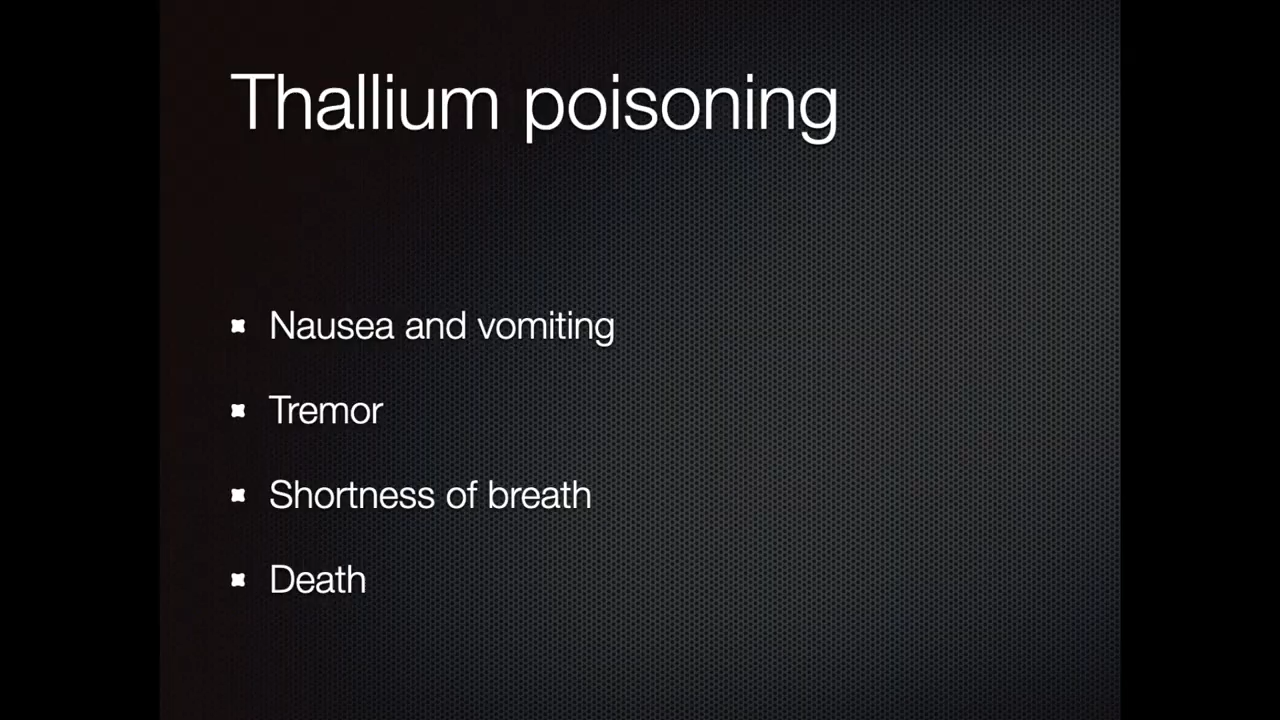 Thallium poisoning
Nausea and vomiting
Tremor
Shortness of breath
Death